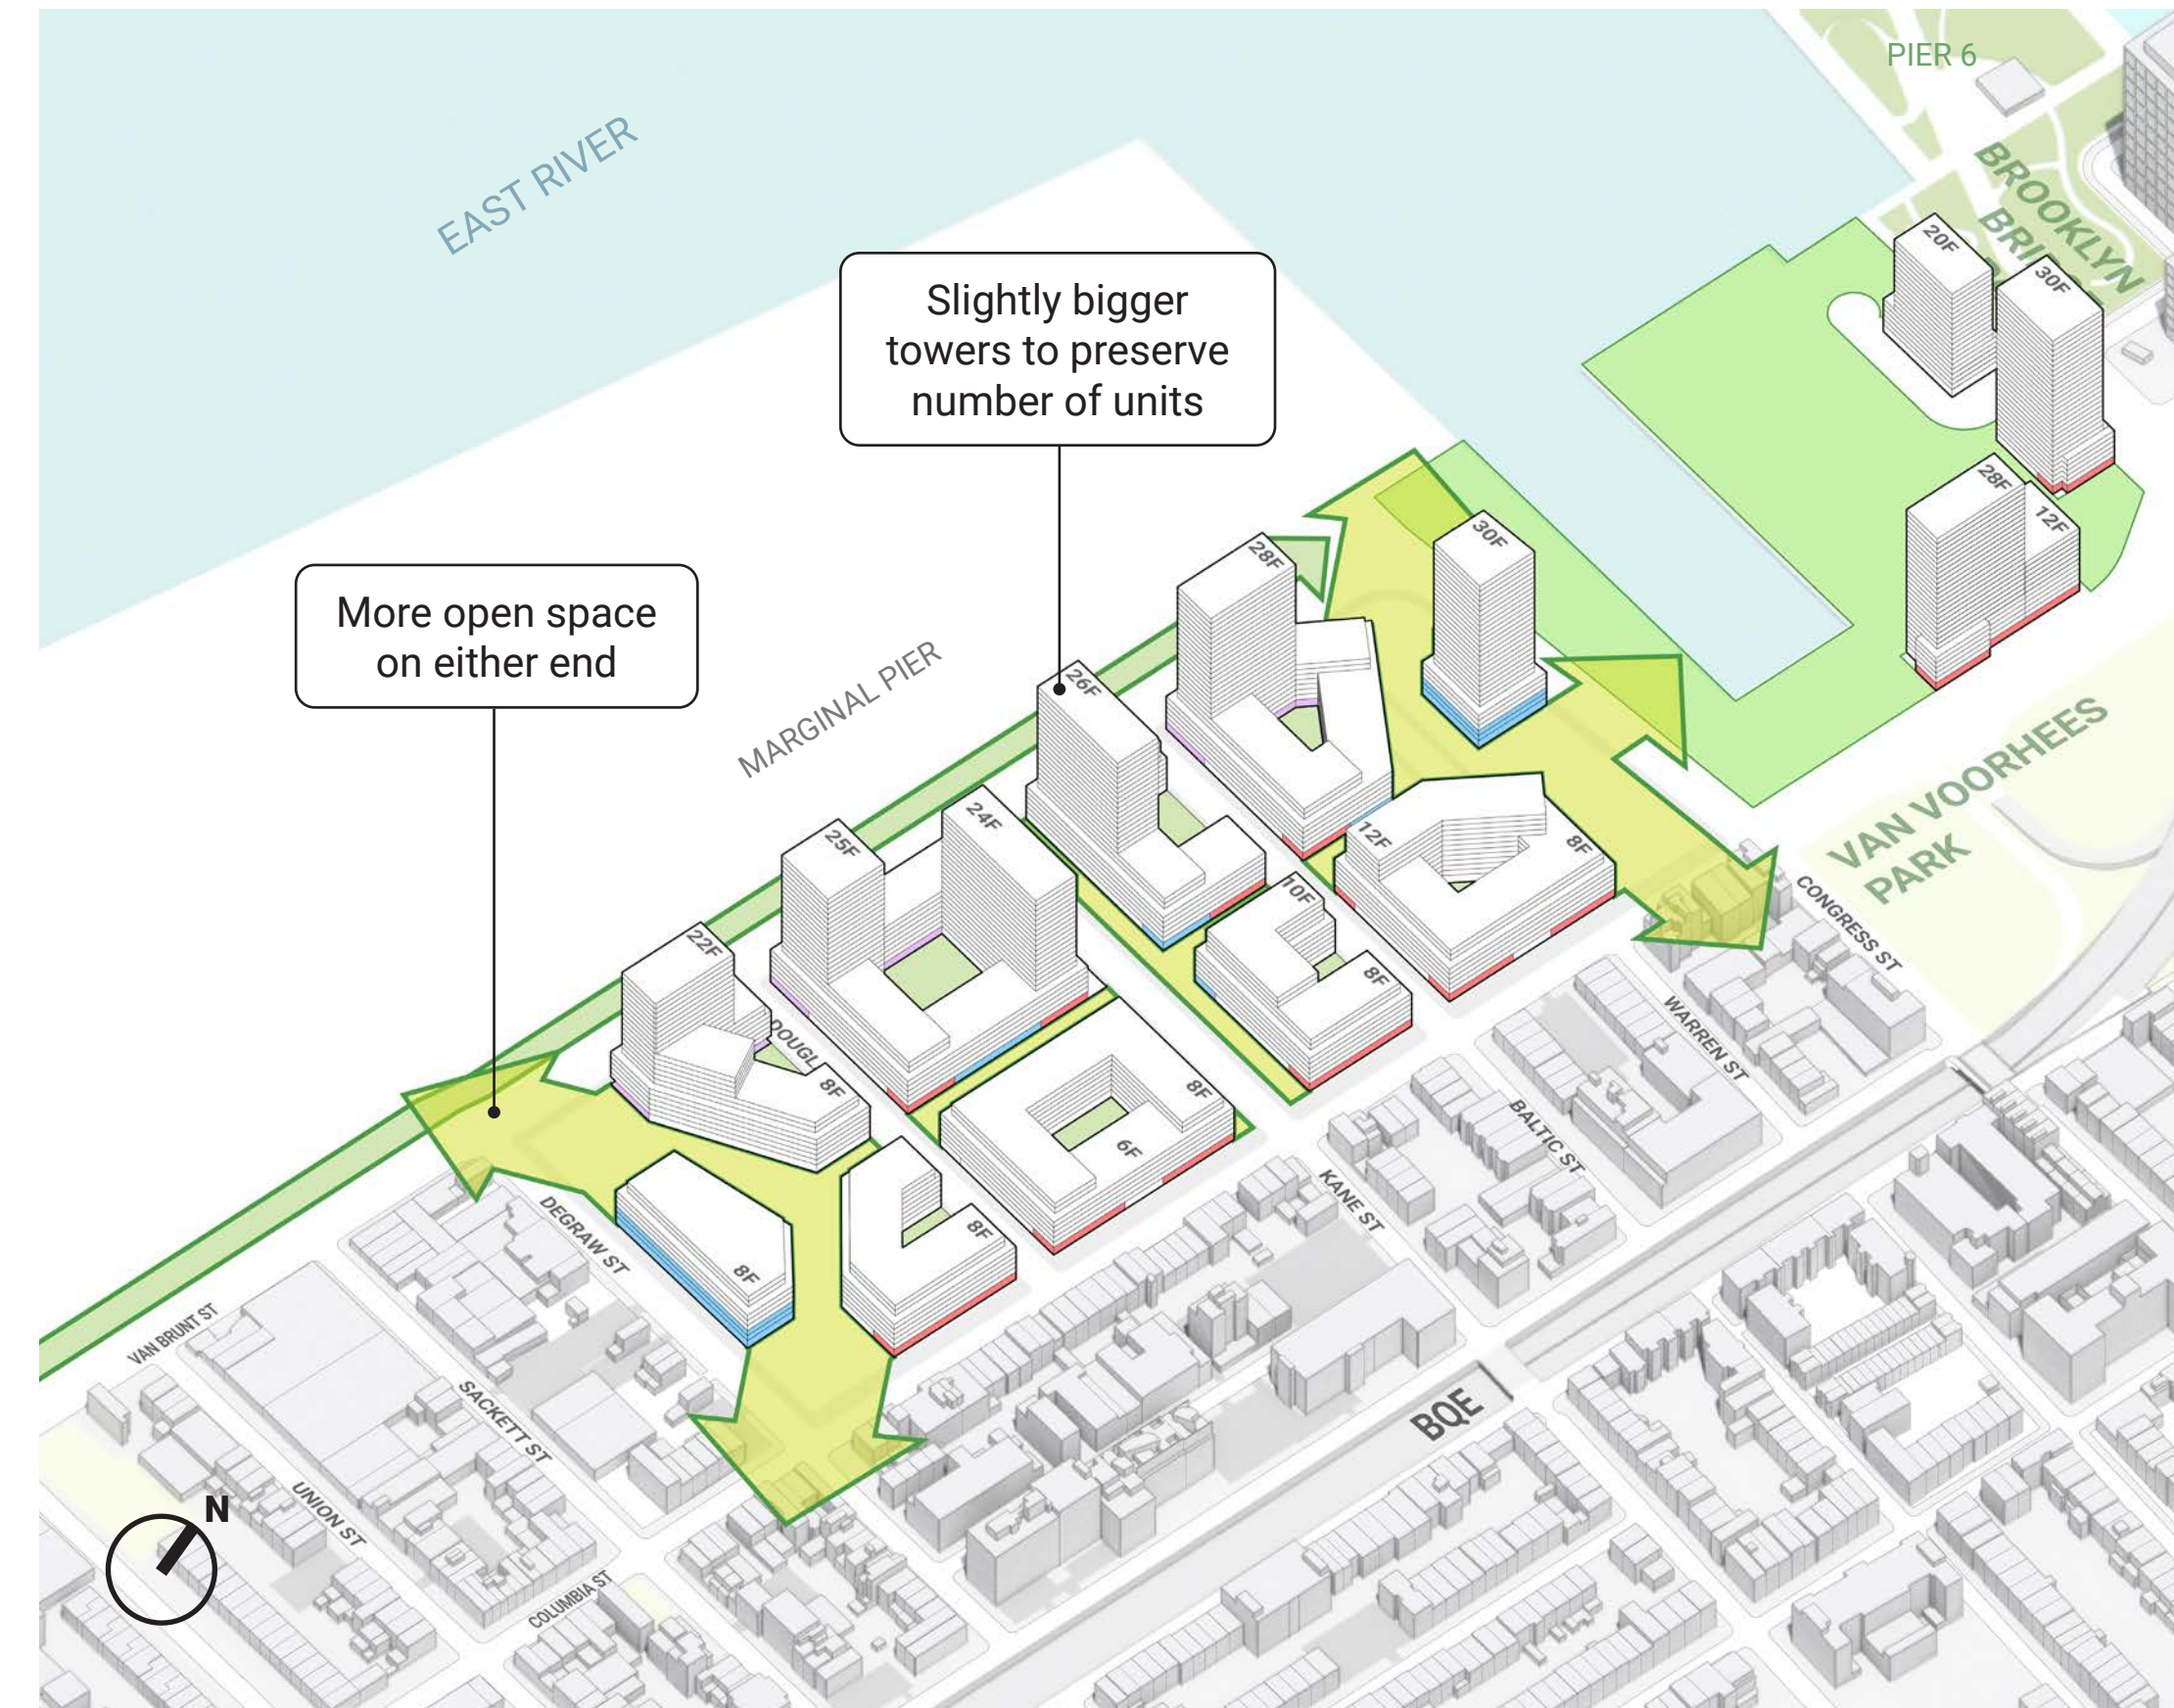 PIER 6
EAST RIVER
BROOKLYN
20F
30F
Slightly bigger
towers to preserve
number of units
28F
12F
30F
28F
More open space
on either end
MARGINAL PIER
26F
VAN VOORHEES
PARK
24F
25F
12F
8F
10F
CONGRESS ST
22F
8F
WARREN ST
8F
8F
6F
BALTIC ST
KANE ST
8F
DEGRAW ST
8F
VAN BRUNT ST
SACKETT ST
BQE
UNION ST
N
COLUMBIA ST